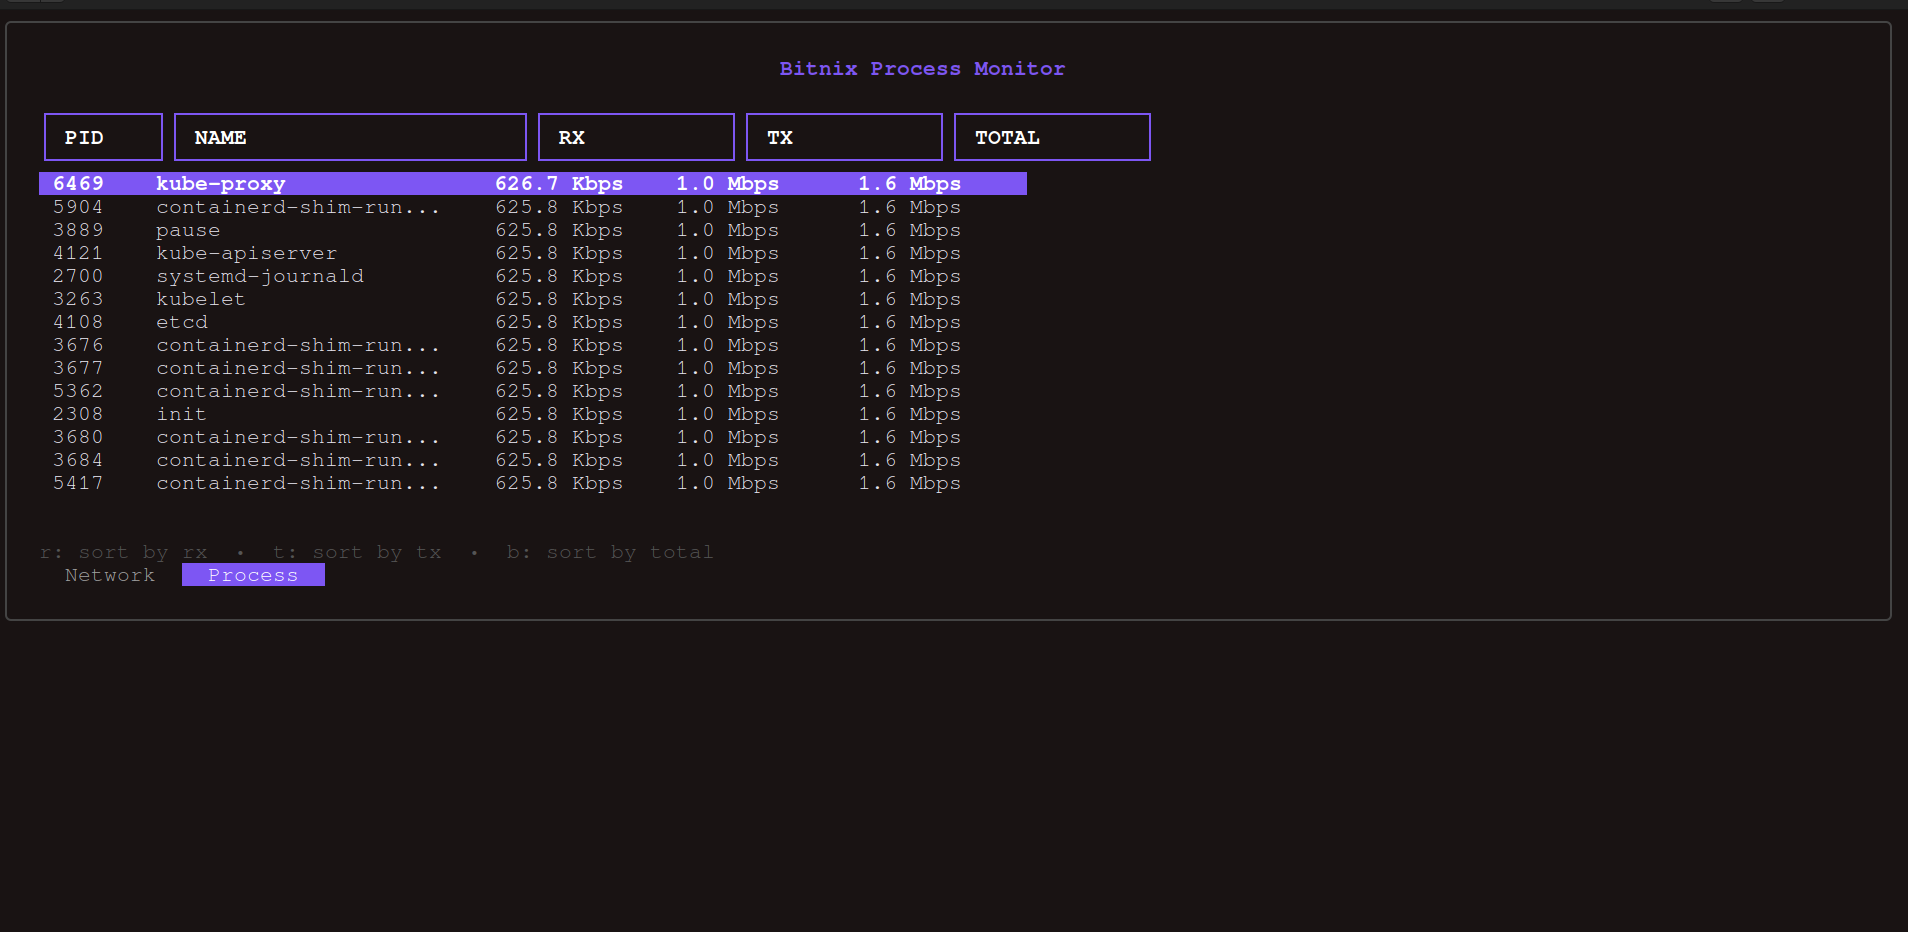 Bitnix Process Monitor
PID NAME RX TX TOTAL
6469 kube-proxy 626.7 Kbps 1.0 Mbps 1.6 Mbps
5904 containerd-shim-run... 625.8 Kbps 1.0 Mbps 1.6 Mbps
3889 pause 625.8 Kbps 1.0 Mbps 1.6 Mbps
4121 kube-apiserver 625.8 Kbps 1.0 Mbps 1.6 Mbps
2700 systemd-journald 625.8 Kbps 1.0 Mbps 1.6 Mbps
3263 kubelet 625.8 Kbps 1.0 Mbps 1.6 Mbps
4108 etcd 625.8 Kbps 1.0 Mbps 1.6 Mbps
3676 containerd-shim-run... 625.8 Kbps 1.0 Mbps 1.6 Mbps
3677 containerd-shim-run... 625.8 Kbps 1.0 Mbps 1.6 Mbps
5362 containerd-shim-run... 625.8 Kbps 1.0 Mbps 1.6 Mbps
2308 init 625.8 Kbps 1.0 Mbps 1.6 Mbps
3680 containerd-shim-run... 625.8 Kbps 1.0 Mbps 1.6 Mbps
3684 containerd-shim-run... 625.8 Kbps 1.0 Mbps 1.6 Mbps
5417 containerd-shim-run... 625.8 Kbps 1.0 Mbps 1.6 Mbps
r: sort by rx • t: sort by tx • b: sort by total
Network Process